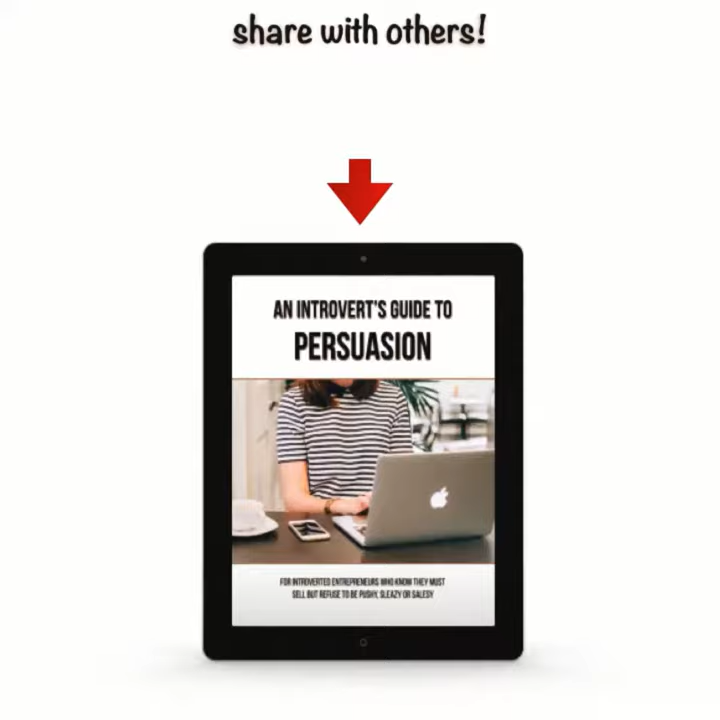 share with others!
AN INTROVERT'S GUIDE TO
PERSUASION
FOR INTROVERTED ENTREPRENEURS WHO KNOW THEY MUST
SELL BUT REFUSE TO BE PUSHY, SLEAZY OR SALESY